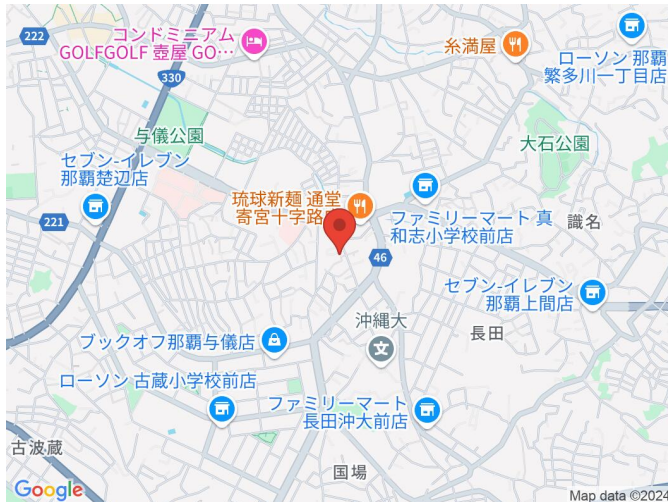 222
コンドミニアム
GOLFGOLF 壺屋 GO…
糸満屋
ローソン 那覇
繁多川一丁目店
330
与儀公園
大石公園
セブン-イレブン
那覇楚辺店
琉球新麺 通堂
寄宮十字路
221
ファミリーマート 真
和志小学校前店
識名
46
セブン-イレブン
那覇上間店
沖縄大
長田
ブックオフ那覇与儀店
文
ローソン 古蔵小学校前店
ファミリーマート
長田沖大前店
古波蔵
国場
Google
Map data ©2024